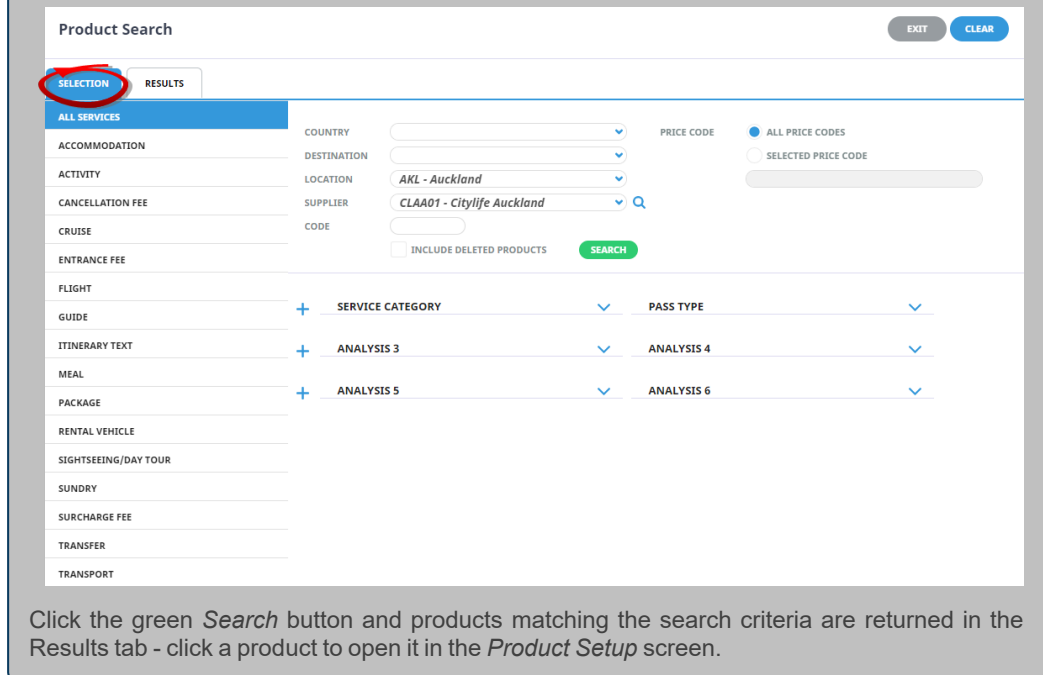 Product Search
EXIT
CLEAR
SELECTION
RESULTS
ALL SERVICES
ACCOMMODATION
ACTIVITY
CANCELLATION FEE
CRUISE
ENTRANCE FEE
FLIGHT
GUIDE
ITINERARY TEXT
MEAL
PACKAGE
RENTAL VEHICLE
SIGHTSEEING/DAY TOUR
SUNDRY
SURCHARGE FEE
TRANSFER
TRANSPORT
COUNTRY
DESTINATION
LOCATION AKL - Auckland
SUPPLIER CLAA01 - Citylife Auckland
CODE
INCLUDE DELETED PRODUCTS
SEARCH
PRICE CODE
ALL PRICE CODES
SELECTED PRICE CODE
SERVICE CATEGORY
PASS TYPE
ANALYSIS 3
ANALYSIS 4
ANALYSIS 5
ANALYSIS 6
Click the green Search button and products matching the search criteria are returned in the
Results tab - click a product to open it in the Product Setup screen.